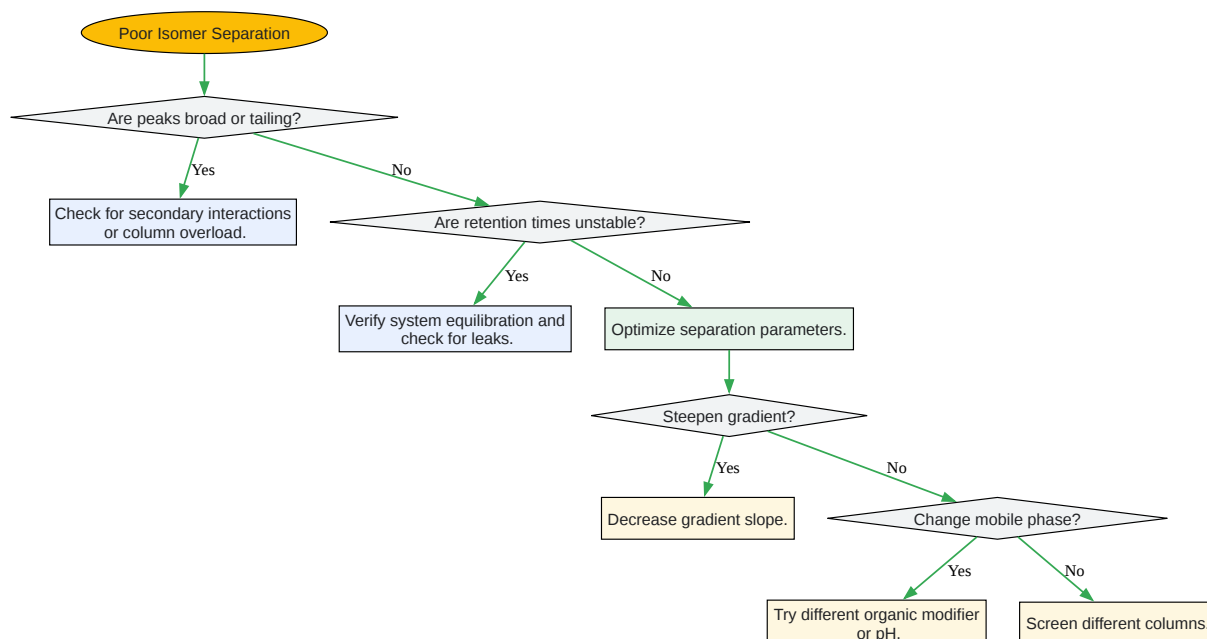 Poor Isomer Separation
Are peaks broad or tailing?
Yes
No
Check for secondary interactions
or column overload.
Are retention times unstable?
Yes
No
Verify system equilibration and
check for leaks.
Optimize separation parameters.
Steepen gradient?
Yes
No
Decrease gradient slope.
Change mobile phase?
Yes
No
Try different organic modifier
or pH.
Screen different columns.